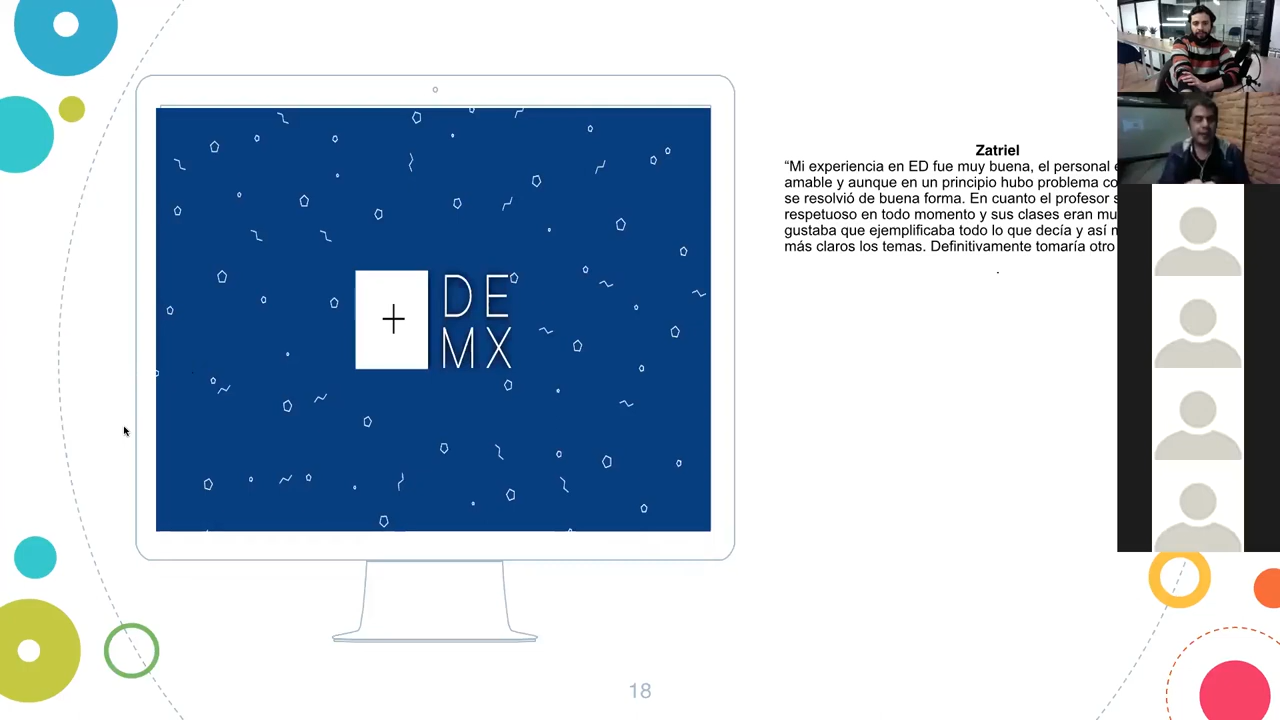 DE
MX
Zatriel
“Mi experiencia en ED fue muy buena, el personal
amable y aunque en un principio hubo problema
se resolvió de buena forma. En cuanto el profesor
respetuoso en todo momento y sus clases eran
gustaba que ejemplificaba todo lo que decía y así
más claros los temas. Definitivamente tomaría otro
.
18